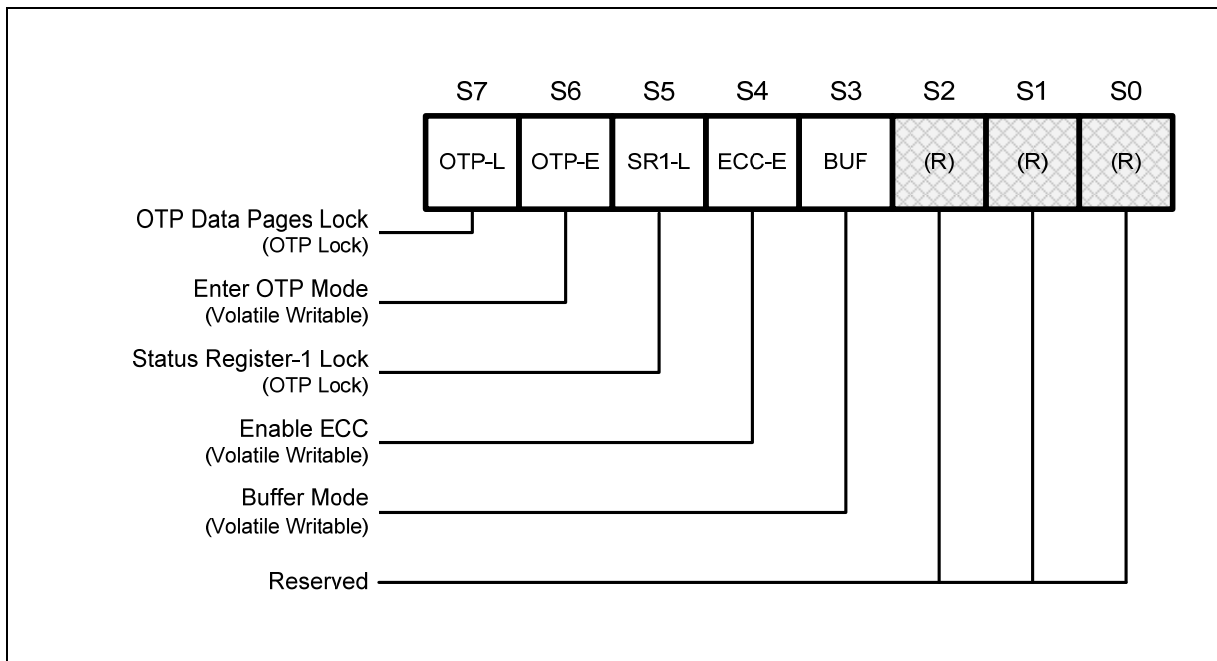 S7 S6 S5 S4 S3 S2 S1 S0
OTP-L OTP-E SR1-L ECC-E BUF (R) (R) (R)
OTP Data Pages Lock
(OTP Lock)
Enter OTP Mode
(Volatile Writable)
Status Register-1 Lock
(OTP Lock)
Enable ECC
(Volatile Writable)
Buffer Mode
(Volatile Writable)
Reserved